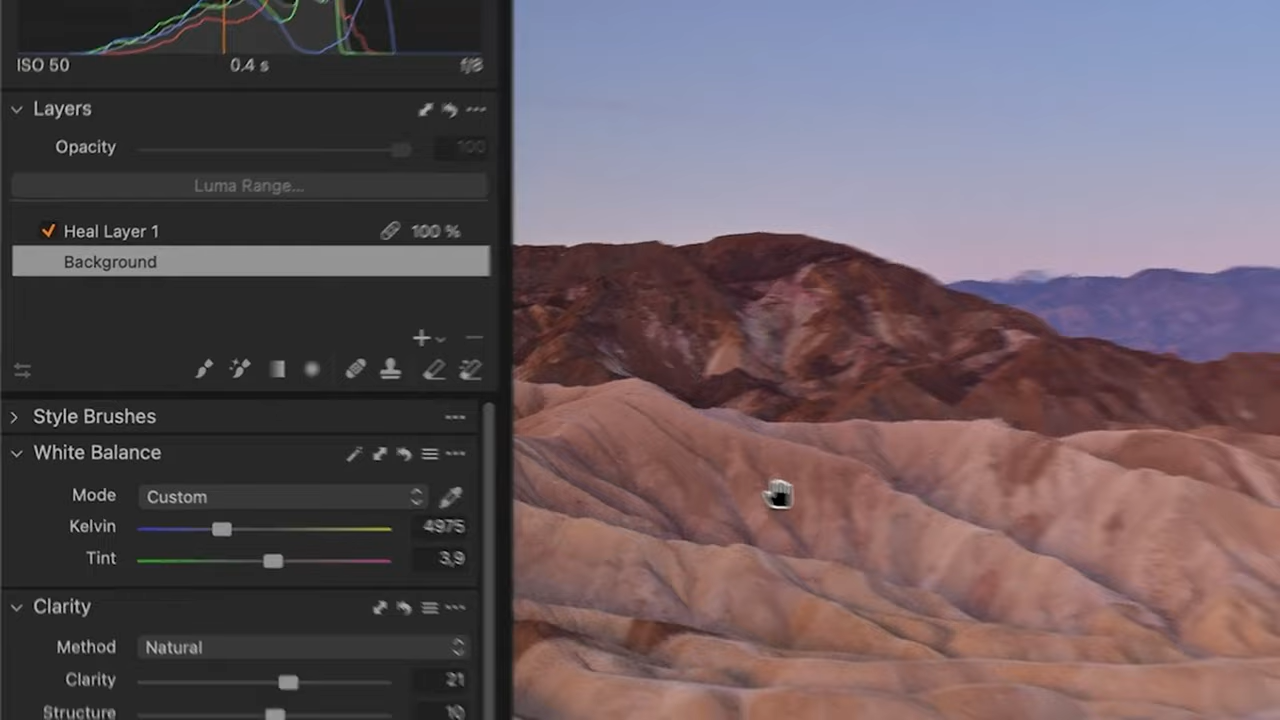 ISO 50 0.4 s f/8
Layers
Opacity 100
Luma Range...
Heal Layer 1 100 %
Background
Style Brushes
White Balance
Mode Custom
Kelvin 4975
Tint 3,9
Clarity
Method Natural
Clarity 21
Structure 10